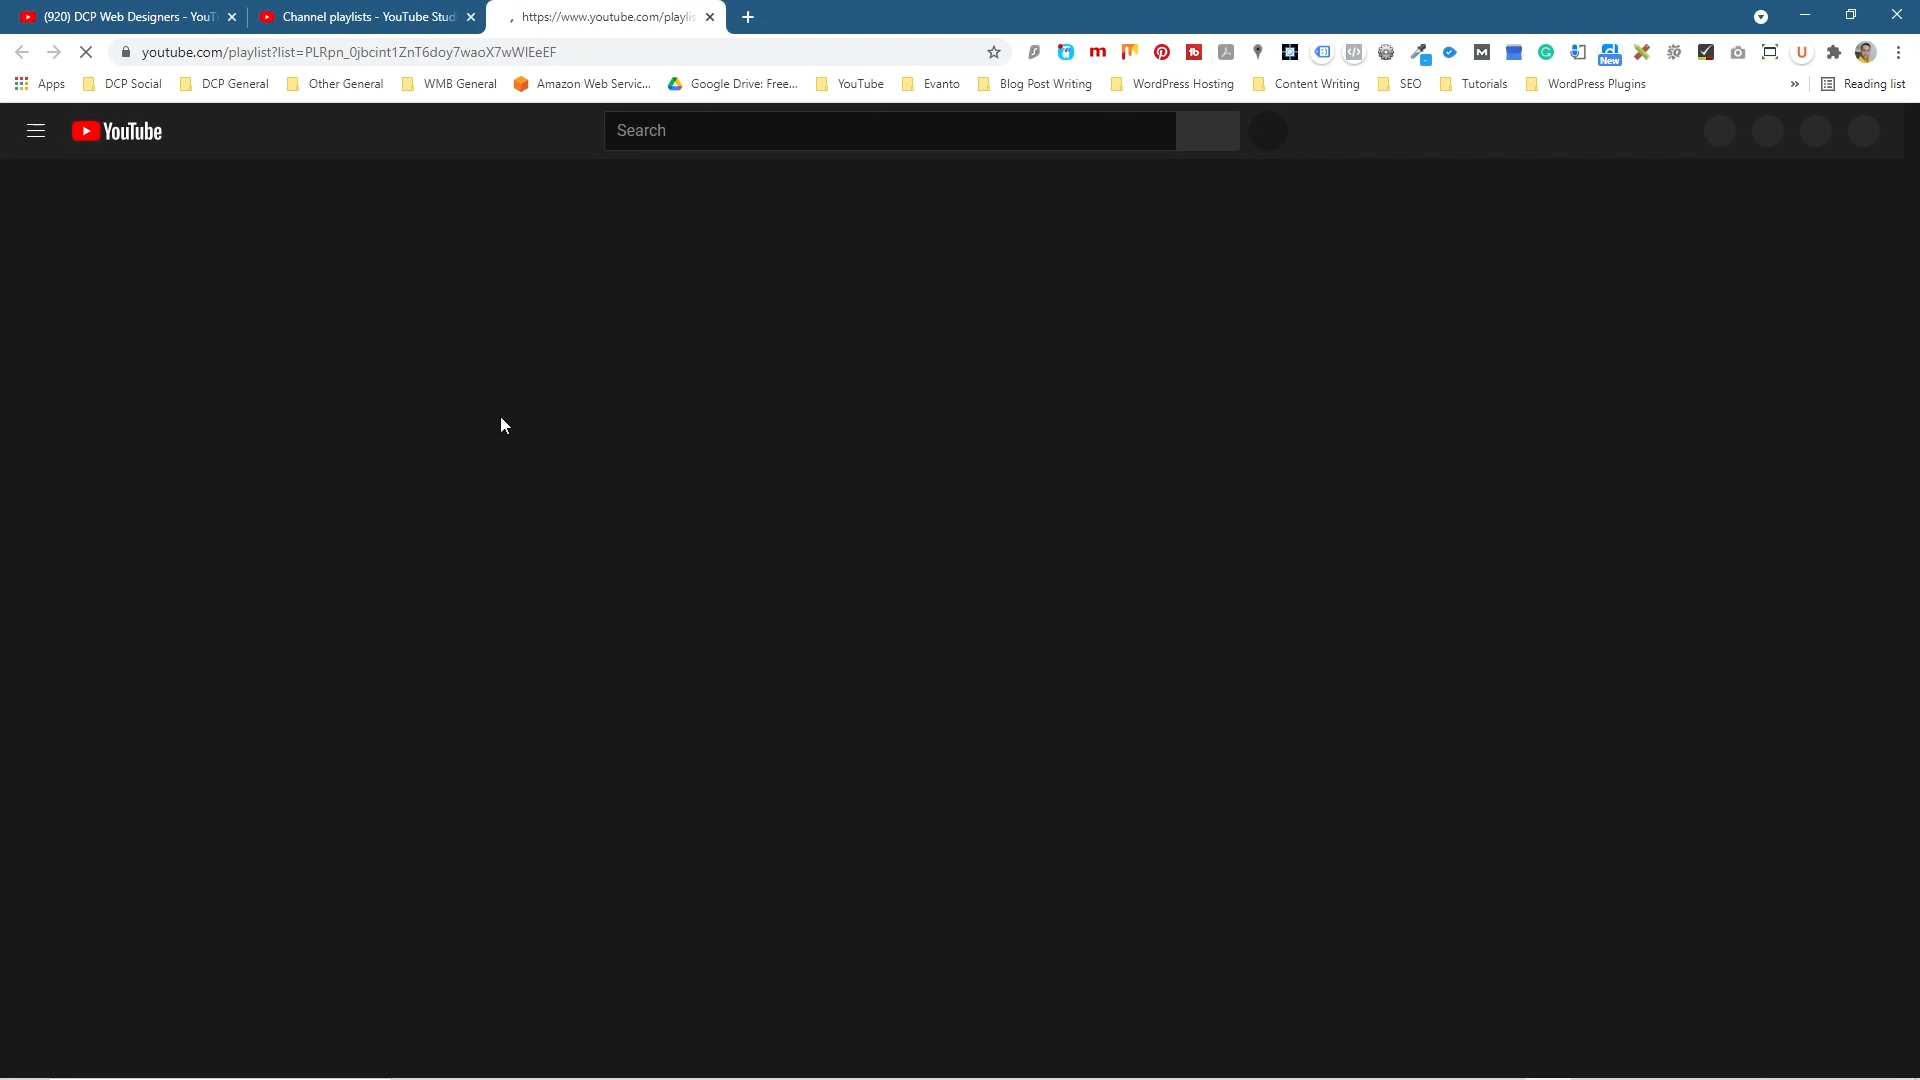 (920) DCP Web Designers - YouT
Channel playlists - YouTube Stud
https://www.youtube.com/playlis
youtube.com/playlist?list=PLRpn_0jbcint1ZnT6doy7waoX7wWIEeEF
New
Apps
DCP Social
DCP General
Other General
WMB General
Amazon Web Servic...
Google Drive: Free...
YouTube
Evanto
Blog Post Writing
WordPress Hosting
Content Writing
SEO
Tutorials
WordPress Plugins
»
Reading list
YouTube
Search